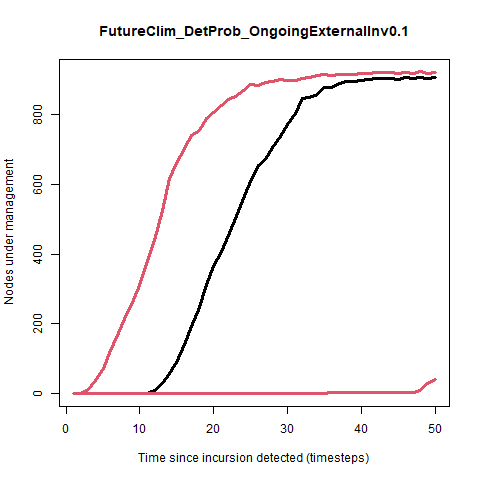 FutureClim_DetProb_OngoingExternalInv0.1
Nodes under management
800
600
400
200
0
0 10 20 30 40 50
Time since incursion detected (timesteps)